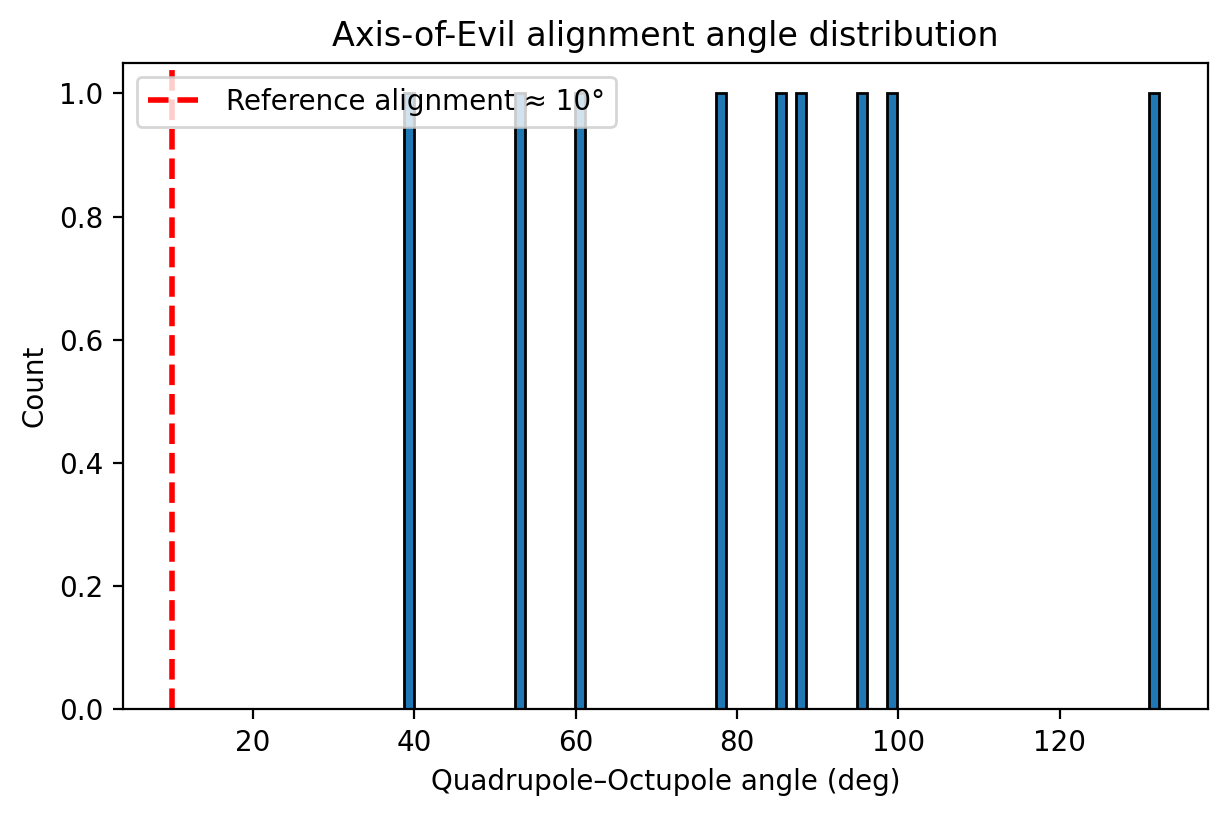 Axis-of-Evil alignment angle distribution
Reference alignment ≈ 10°
1.0
0.8
0.6
0.4
0.2
0.0
Count
20 40 60 80 100 120
Quadrupole–Octupole angle (deg)